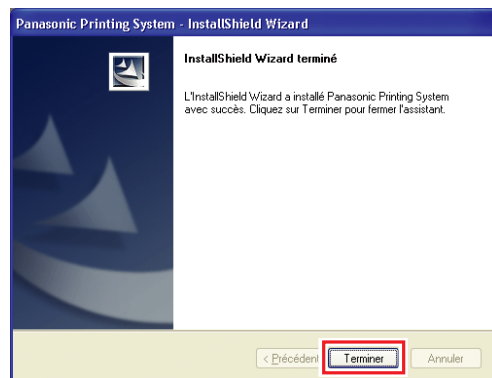 Panasonic Printing System - InstallShield Wizard
InstallShield Wizard terminé
L'InstallShield Wizard a installé Panasonic Printing System
avec succès. Cliquez sur Terminer pour fermer l'assistant.
< Précédent Terminer Annuler